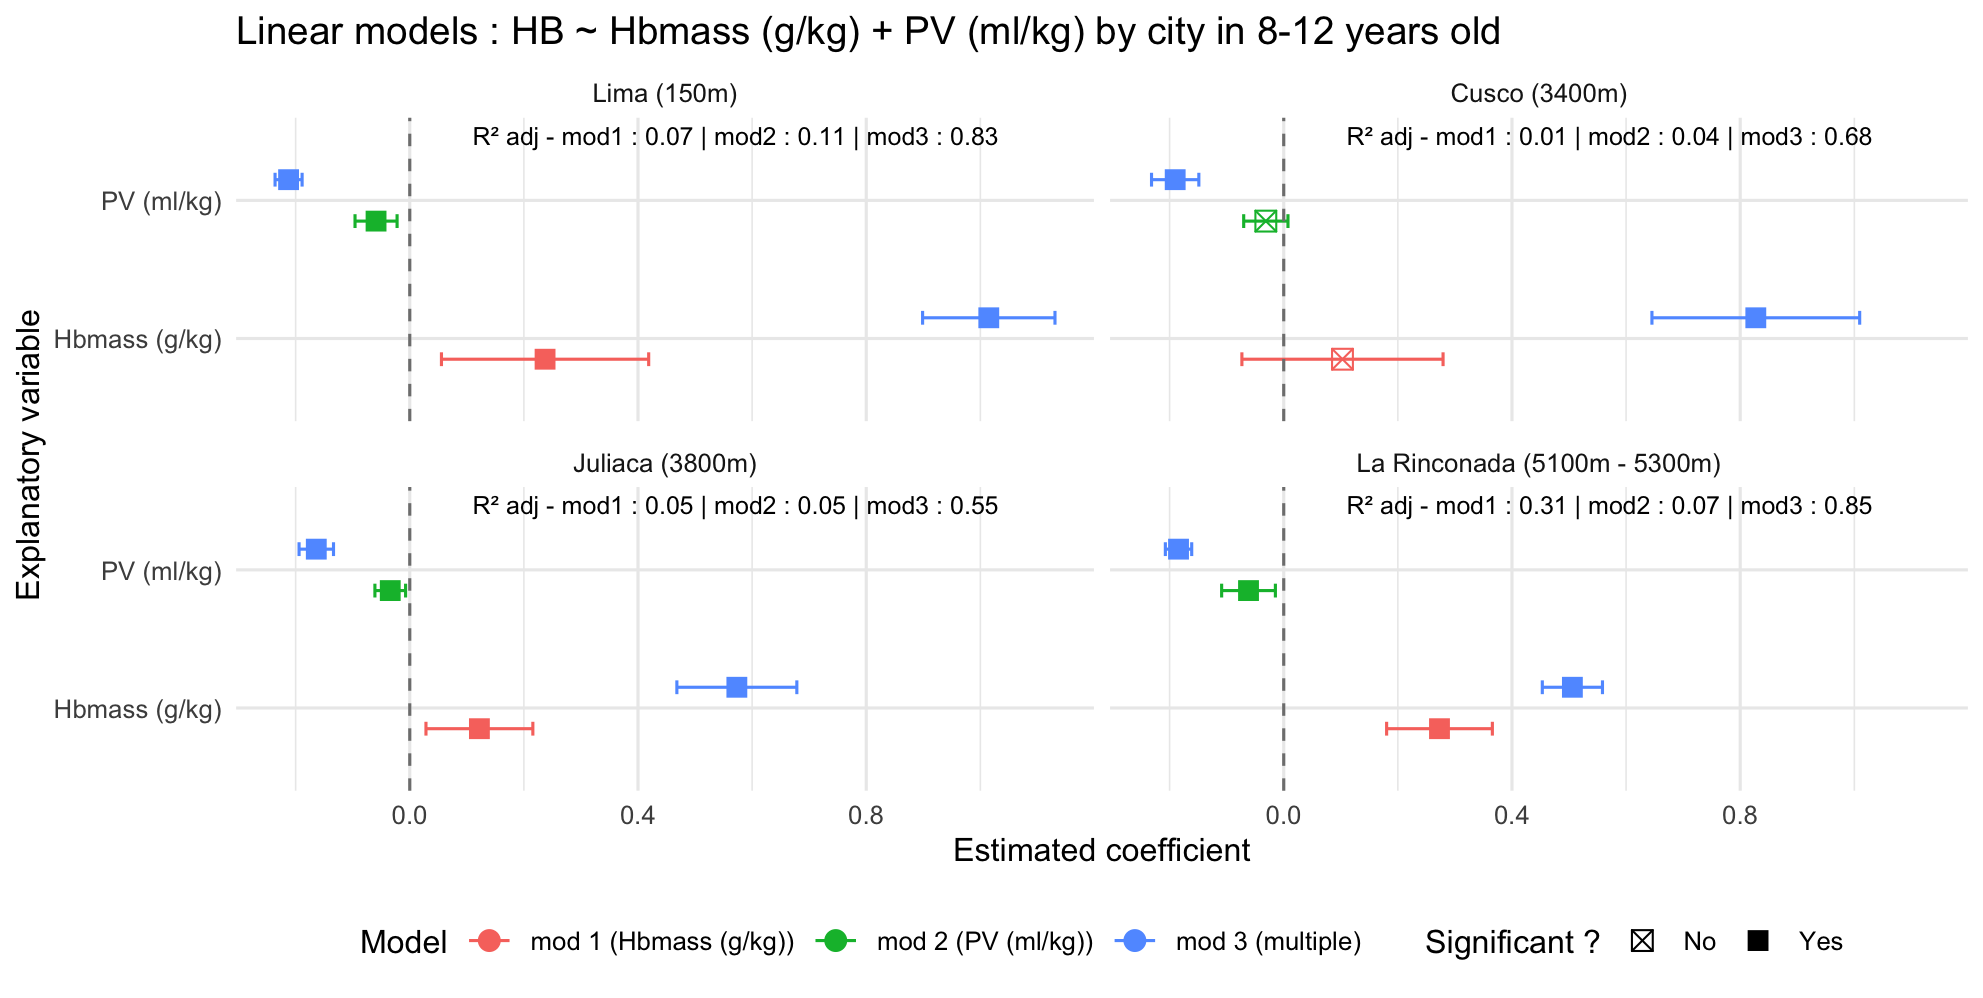 Linear models : HB ~ Hbmass (g/kg) + PV (ml/kg) by city in 8-12 years old
Lima (150m)
Cusco (3400m)
R² adj - mod1 : 0.07 | mod2 : 0.11 | mod3 : 0.83
R² adj - mod1 : 0.01 | mod2 : 0.04 | mod3 : 0.68
PV (ml/kg)
Hbmass (g/kg)
Explanatory variable
Juliaca (3800m)
La Rinconada (5100m - 5300m)
R² adj - mod1 : 0.05 | mod2 : 0.05 | mod3 : 0.55
R² adj - mod1 : 0.31 | mod2 : 0.07 | mod3 : 0.85
PV (ml/kg)
Hbmass (g/kg)
0.0 0.4 0.8
0.0 0.4 0.8
Estimated coefficient
Model mod 1 (Hbmass (g/kg)) mod 2 (PV (ml/kg)) mod 3 (multiple) Significant ? No Yes